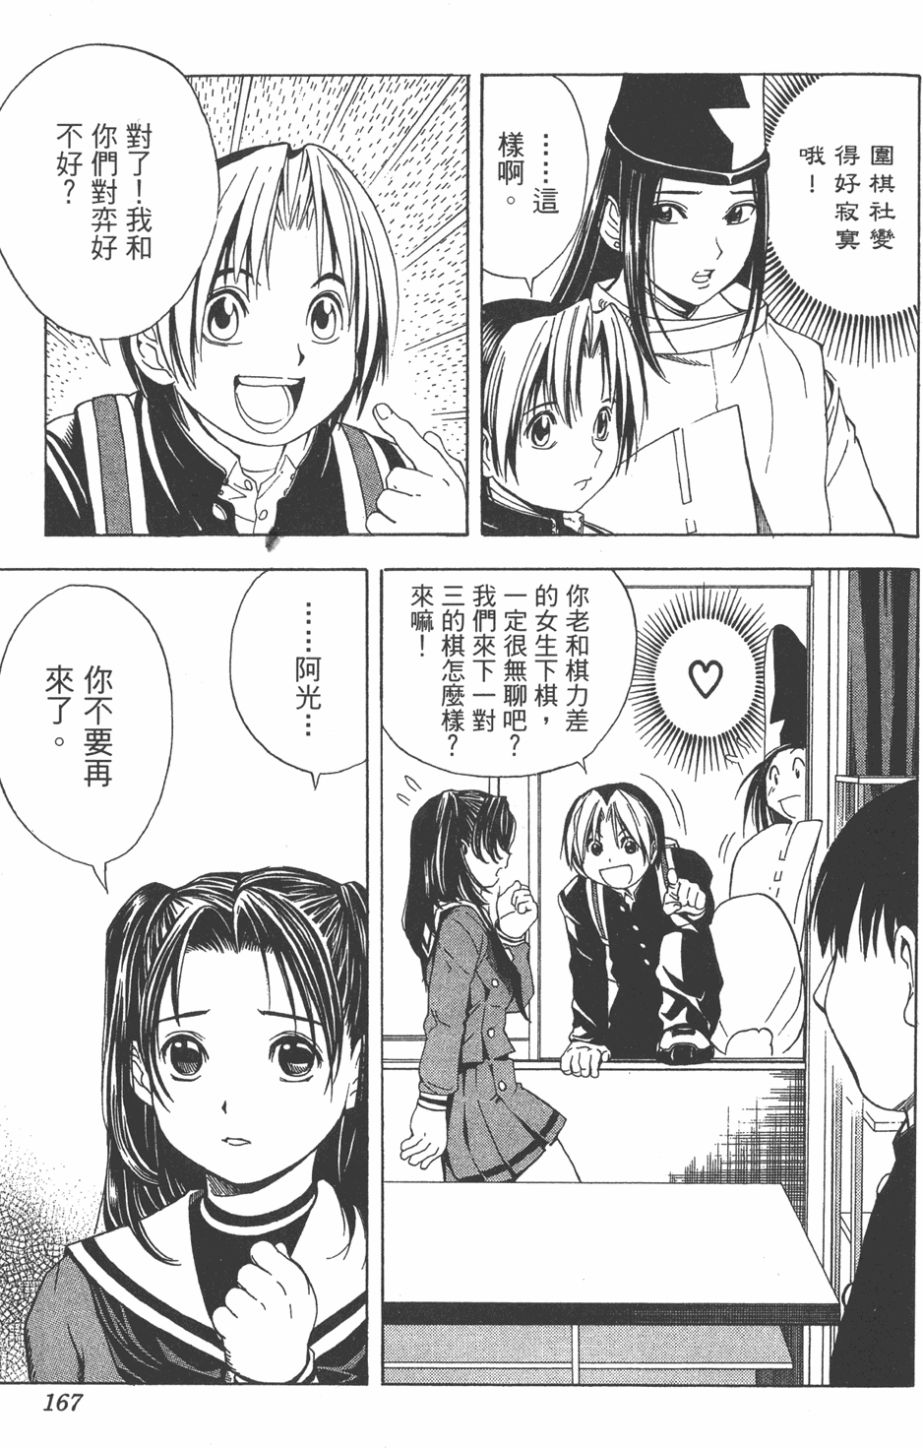 圍棋社變
得好寂寞
哦！
……這
樣啊。
對了！我和
你們對弈好
不好？
你老和棋力差
的女生下棋，
一定很無聊吧？
我們來下一對
三的棋怎麼樣？
來嘛！
……阿光…
你不要再
來了。
167